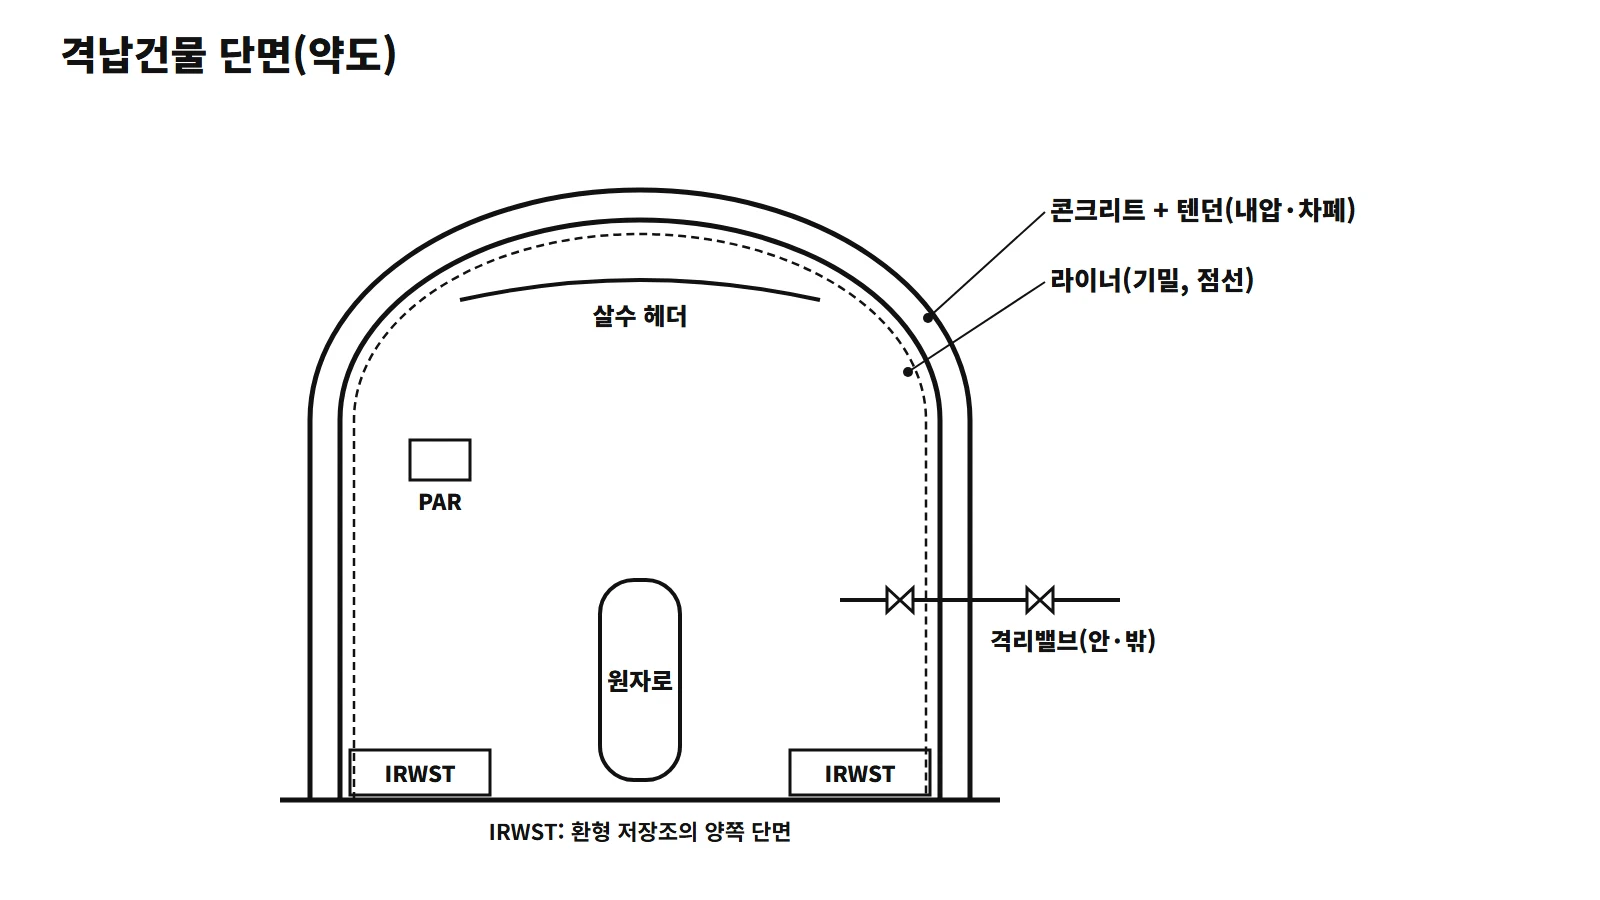 격납건물 단면(약도)
콘크리트 + 텐던(내압·차폐)
라이너(기밀, 점선)
살수 헤더
PAR
격리밸브(안·밖)
원자로
IRWST
IRWST
IRWST: 환형 저장조의 양쪽 단면